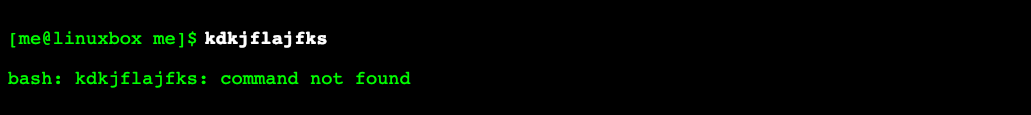 [me@linuxbox me]$ kdkjflajfks
bash: kdkjflajfks: command not found